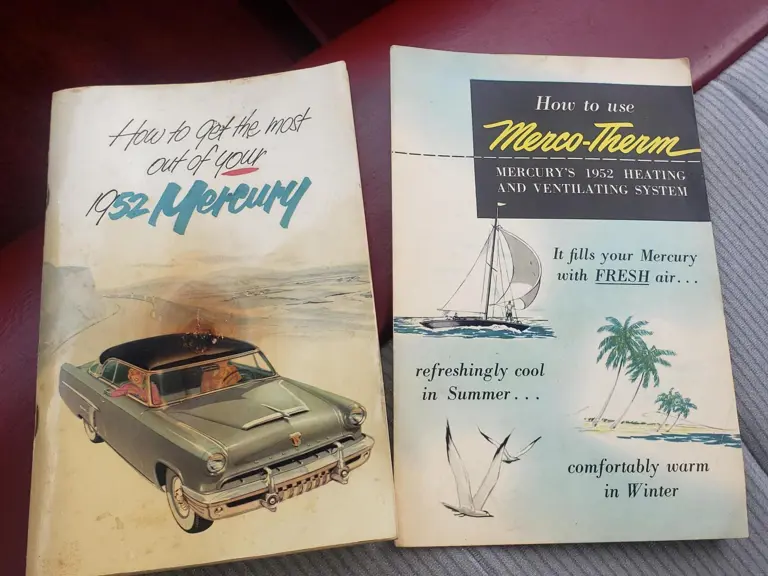 How to get the most
out of your
1952 Mercury
How to use
Merco-Therm
MERCURY'S 1952 HEATING
AND VENTILATING SYSTEM
It fills your Mercury
with FRESH air...
refreshingly cool
in Summer...
comfortably warm
in Winter